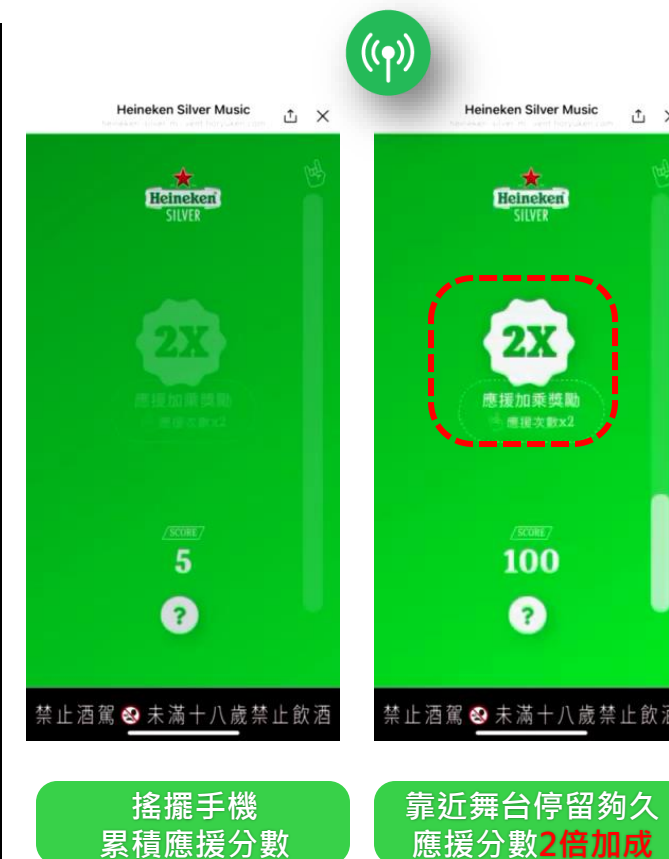 Heineken Silver Music
Heineken
SILVER
2X
應援加乘獎勵
應援次數x2
SCORE
5
?
禁止酒駕 未滿十八歲禁止飲酒
搖擺手機
累積應援分數
Heineken Silver Music
Heineken
SILVER
2X
應援加乘獎勵
應援次數x2
SCORE
100
?
禁止酒駕 未滿十八歲禁止飲酒
靠近舞台停留夠久
應援分數2倍加成